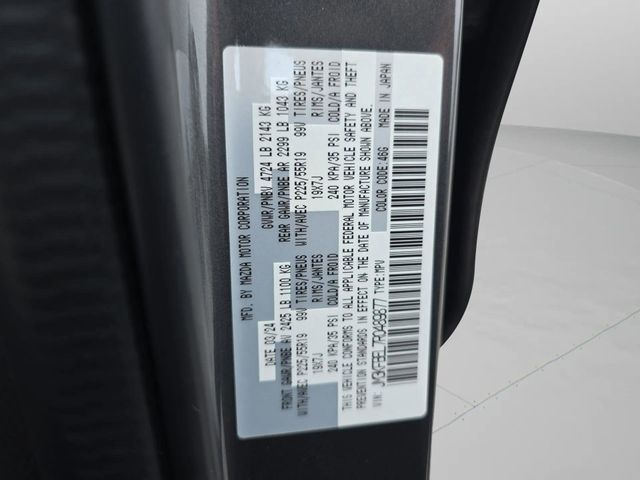 MFD. BY MAZDA MOTOR CORPORATION
DATE: 03/24 GVWR/PNBV 4724 LB 2143 KG
FRONT GAWR/PNBE AV 2425 LB 1100 KG REAR GAWR/PNBE AR 2299 LB 1043 KG
WITH/AVEC P225/55R19 99V TIRES/PNEUS WITH/AVEC P225/55R19 99V TIRES/PNEUS
19X7J RIMS/JANTES 19X7J RIMS/JANTES
240 KPA/35 PSI COLD/A FROID 240 KPA/35 PSI COLD/A FROID
THIS VEHICLE CONFORMS TO ALL APPLICABLE FEDERAL MOTOR VEHICLE SAFETY AND THEFT
PREVENTION STANDARDS IN EFFECT ON THE DATE OF MANUFACTURE SHOWN ABOVE.
VIN: TYPE:MPV COLOR CODE:46G MADE IN JAPAN